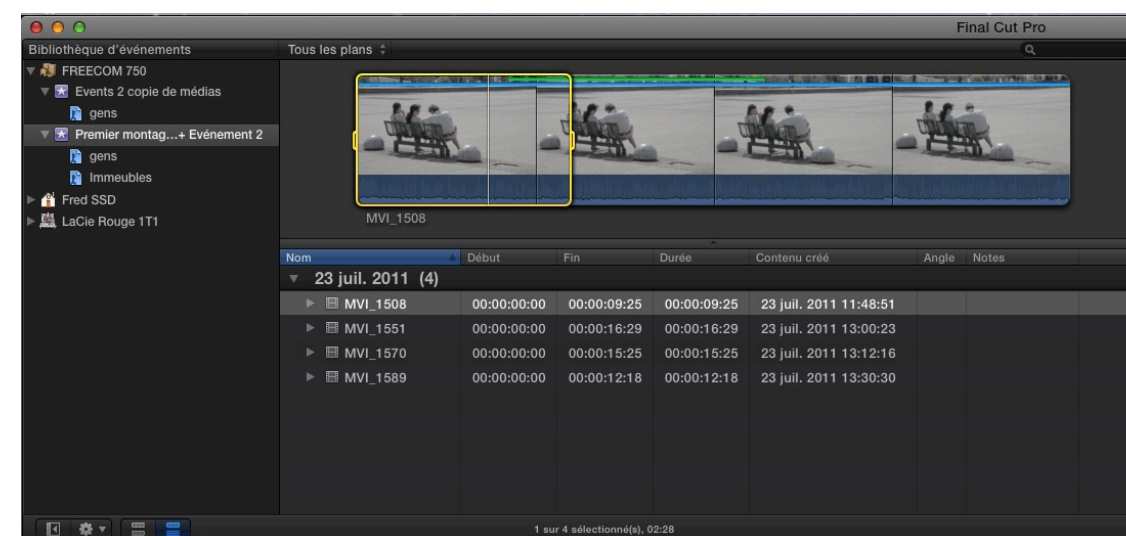 Final Cut Pro
Bibliothèque d'événements
Tous les plans
FREECOM 750
Events 2 copie de médias
gens
Premier montag...+ Evénement 2
gens
Immeubles
Fred SSD
LaCie Rouge 1T1
MVI_1508
Nom Début Fin Durée Contenu créé Angle Notes
23 juil. 2011 (4)
MVI_1508 00:00:00:00 00:00:09:25 00:00:09:25 23 juil. 2011 11:48:51
MVI_1551 00:00:00:00 00:00:16:29 00:00:16:29 23 juil. 2011 13:00:23
MVI_1570 00:00:00:00 00:00:15:25 00:00:15:25 23 juil. 2011 13:12:16
MVI_1589 00:00:00:00 00:00:12:18 00:00:12:18 23 juil. 2011 13:30:30
1 sur 4 sélectionné(s), 02:28